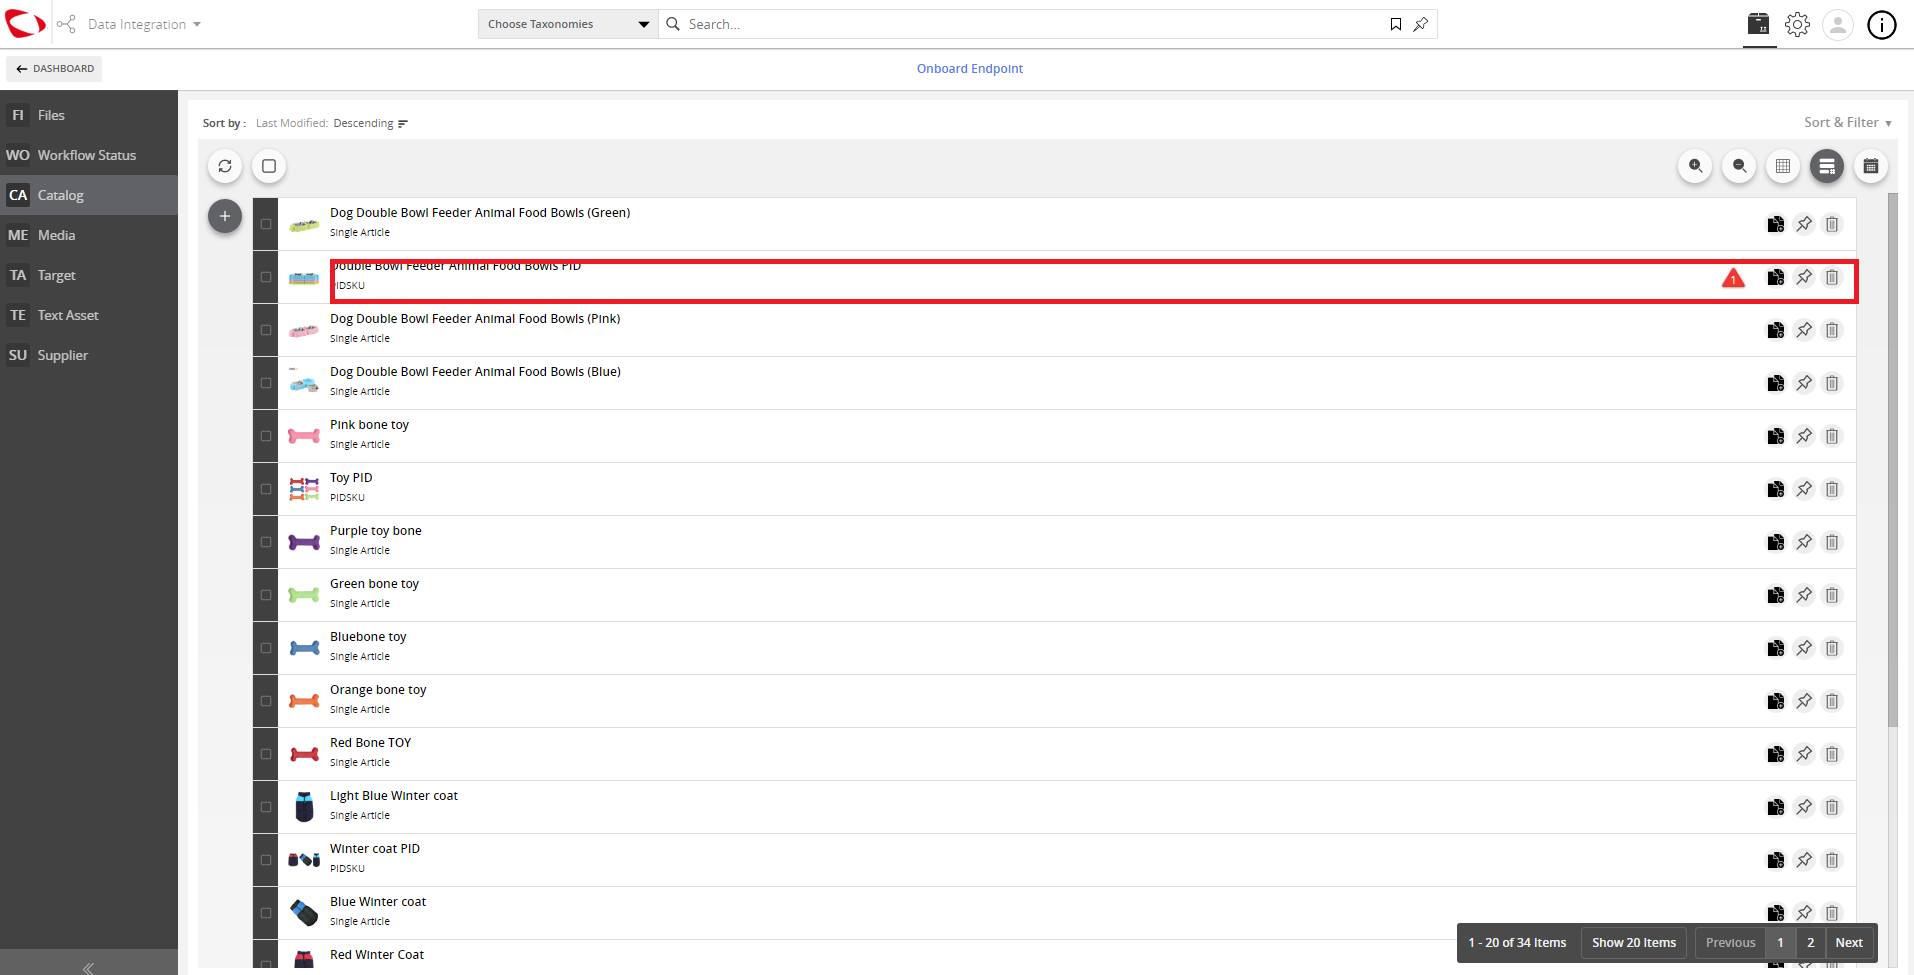 Data Integration
Choose Taxonomies
Search...
DASHBOARD
Onboard Endpoint
FI Files
WO Workflow Status
CA Catalog
ME Media
TA Target
TE Text Asset
SU Supplier
Sort by : Last Modified: Descending
Sort & Filter
Dog Double Bowl Feeder Animal Food Bowls (Green)
Single Article
Double Bowl Feeder Animal Food Bowls PID
PIDSKU
1
Dog Double Bowl Feeder Animal Food Bowls (Pink)
Single Article
Dog Double Bowl Feeder Animal Food Bowls (Blue)
Single Article
Pink bone toy
Single Article
Toy PID
PIDSKU
Purple toy bone
Single Article
Green bone toy
Single Article
Bluebone toy
Single Article
Orange bone toy
Single Article
Red Bone TOY
Single Article
Light Blue Winter coat
Single Article
Winter coat PID
PIDSKU
Blue Winter coat
Single Article
Red Winter Coat
1 - 20 of 34 Items Show 20 Items Previous 1 2 Next